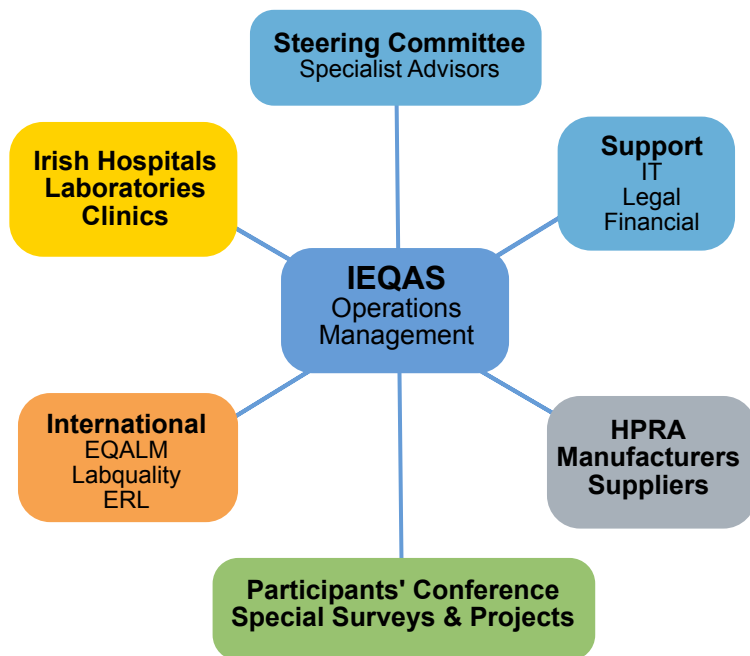 Steering Committee
Specialist Advisors
Irish Hospitals
Laboratories
Clinics
Support
IT
Legal
Financial
IEQAS
Operations
Management
International
EQALM
Labquality
ERL
HPRA
Manufacturers
Suppliers
Participants' Conference
Special Surveys & Projects